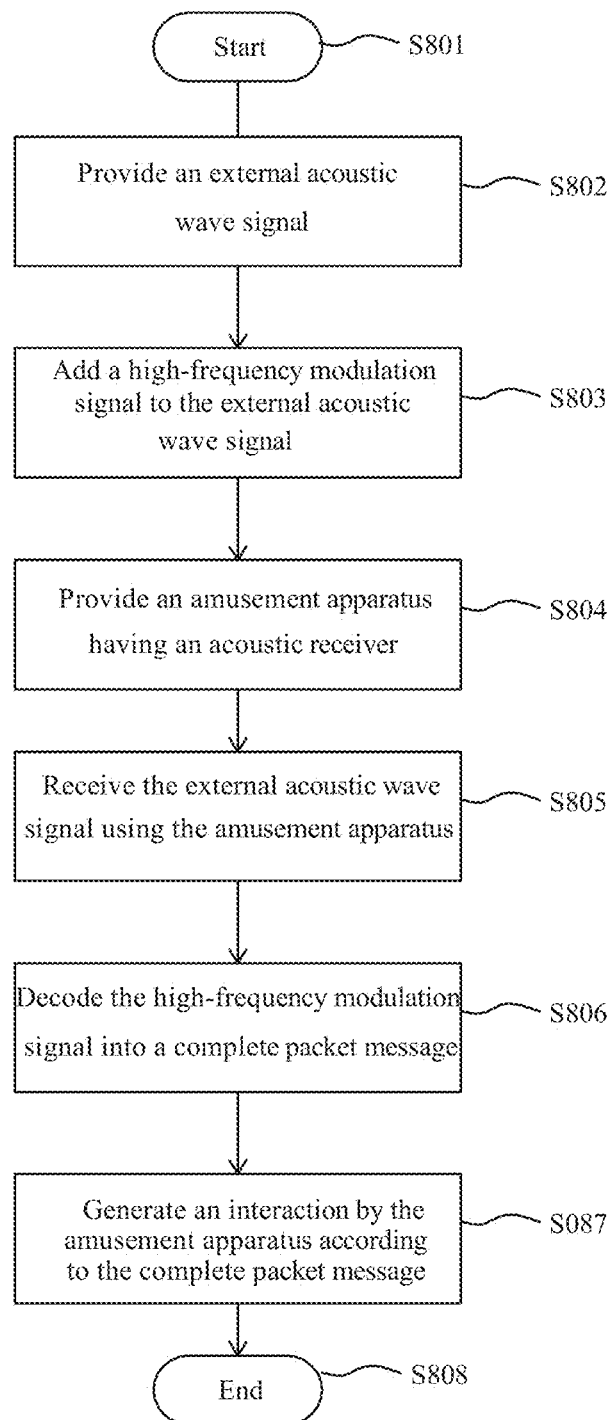 Start
S801
Provide an external acoustic
wave signal
S802
Add a high-frequency modulation
signal to the external acoustic
wave signal
S803
Provide an amusement apparatus
having an acoustic receiver
S804
Receive the external acoustic wave
signal using the amusement apparatus
S805
Decode the high-frequency modulation
signal into a complete packet message
S806
Generate an interaction by the
amusement apparatus according
to the complete packet message
S087
End
S808